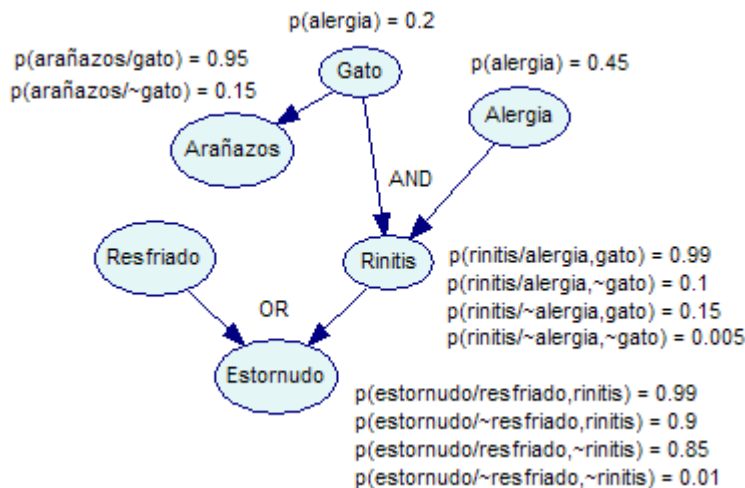 p(alergia) = 0.2
p(arañazos/gato) = 0.95
p(arañazos/~gato) = 0.15
Gato
p(alergia) = 0.45
Alergia
Arañazos
AND
Resfriado
Rinitis
p(rinitis/alergia,gato) = 0.99
p(rinitis/alergia,~gato) = 0.1
p(rinitis/~alergia,gato) = 0.15
p(rinitis/~alergia,~gato) = 0.005
OR
Estornudo
p(estornudo/resfriado,rinitis) = 0.99
p(estornudo/~resfriado,rinitis) = 0.9
p(estornudo/resfriado,~rinitis) = 0.85
p(estornudo/~resfriado,~rinitis) = 0.01